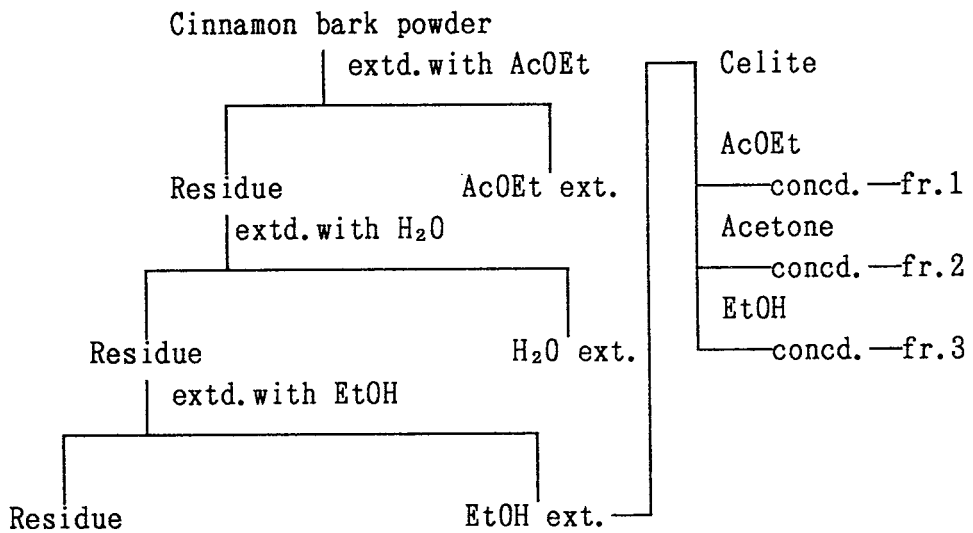 Cinnamon bark powder
extd.with AcOEt
Residue
AcOEt ext.
extd.with H₂O
Residue
H₂O ext.
extd.with EtOH
Residue
EtOH ext.
Celite
AcOEt
concd.
fr.1
Acetone
concd.
fr.2
EtOH
concd.
fr.3